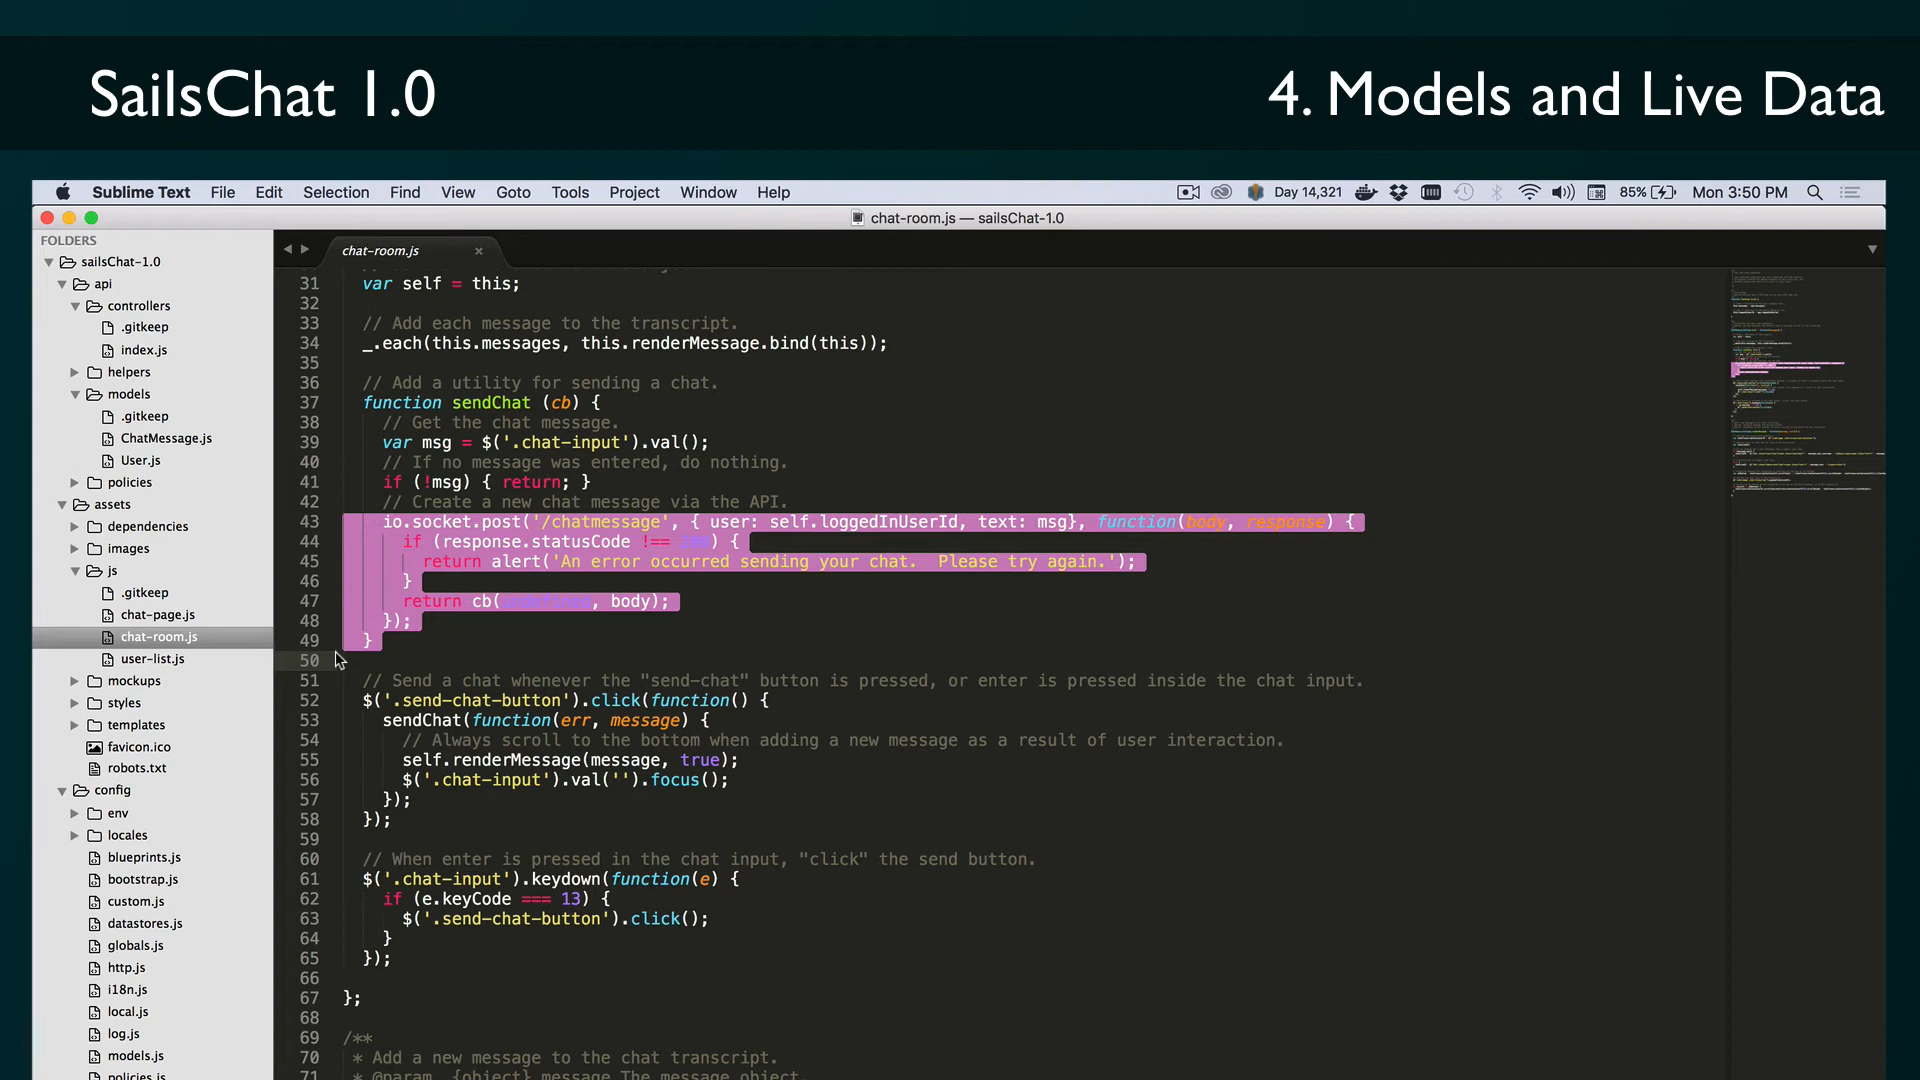 SailsChat 1.0
4. Models and Live Data
Sublime Text File Edit Selection Find View Goto Tools Project Window Help
Day 14,321 85% Mon 3:50 PM
chat-room.js — sailsChat-1.0
FOLDERS
sailsChat-1.0
api
controllers
.gitkeep
index.js
helpers
models
.gitkeep
ChatMessage.js
User.js
policies
assets
dependencies
images
js
.gitkeep
chat-page.js
chat-room.js
user-list.js
mockups
styles
templates
favicon.ico
robots.txt
config
env
locales
blueprints.js
bootstrap.js
custom.js
datastores.js
globals.js
http.js
i18n.js
local.js
log.js
models.js
policies.js
chat-room.js
31 var self = this;
32
33 // Add each message to the transcript.
34 _.each(this.messages, this.renderMessage.bind(this));
35
36 // Add a utility for sending a chat.
37 function sendChat (cb) {
38 // Get the chat message.
39 var msg = $('.chat-input').val();
40 // If no message was entered, do nothing.
41 if (!msg) { return; }
42 // Create a new chat message via the API.
43 io.socket.post('/chatmessage', { user: self.loggedInUserId, text: msg}, function(body, response) {
44 if (response.statusCode !== ) {
45 return alert('An error occurred sending your chat.  Please try again.');
46 }
47 return cb(undefined, body);
48 });
49 }
50
51 // Send a chat whenever the "send-chat" button is pressed, or enter is pressed inside the chat input.
52 $('.send-chat-button').click(function() {
53 sendChat(function(err, message) {
54 // Always scroll to the bottom when adding a new message as a result of user interaction.
55 self.renderMessage(message, true);
56 $('.chat-input').val('').focus();
57 });
58 });
59
60 // When enter is pressed in the chat input, "click" the send button.
61 $('.chat-input').keydown(function(e) {
62 if (e.keyCode === 13) {
63 $('.send-chat-button').click();
64 }
65 });
66
67 };
68
69 /**
70 * Add a new message to the chat transcript.
71 * @param {object} message The message object.